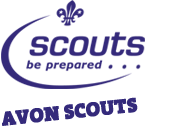 scouts
be prepared . . .
AVON SCOUTS